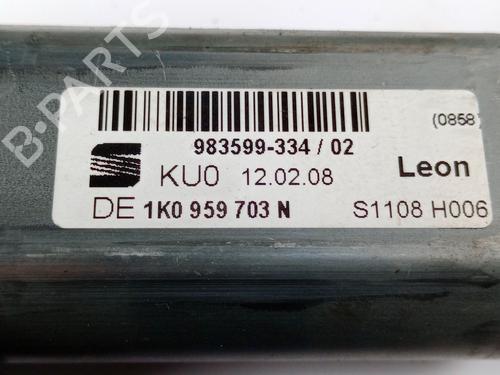 (0858)
983599-334 / 02
Leon
KU0 12.02.08
DE 1K0 959 703 N
S1108 H006
B-PARTS